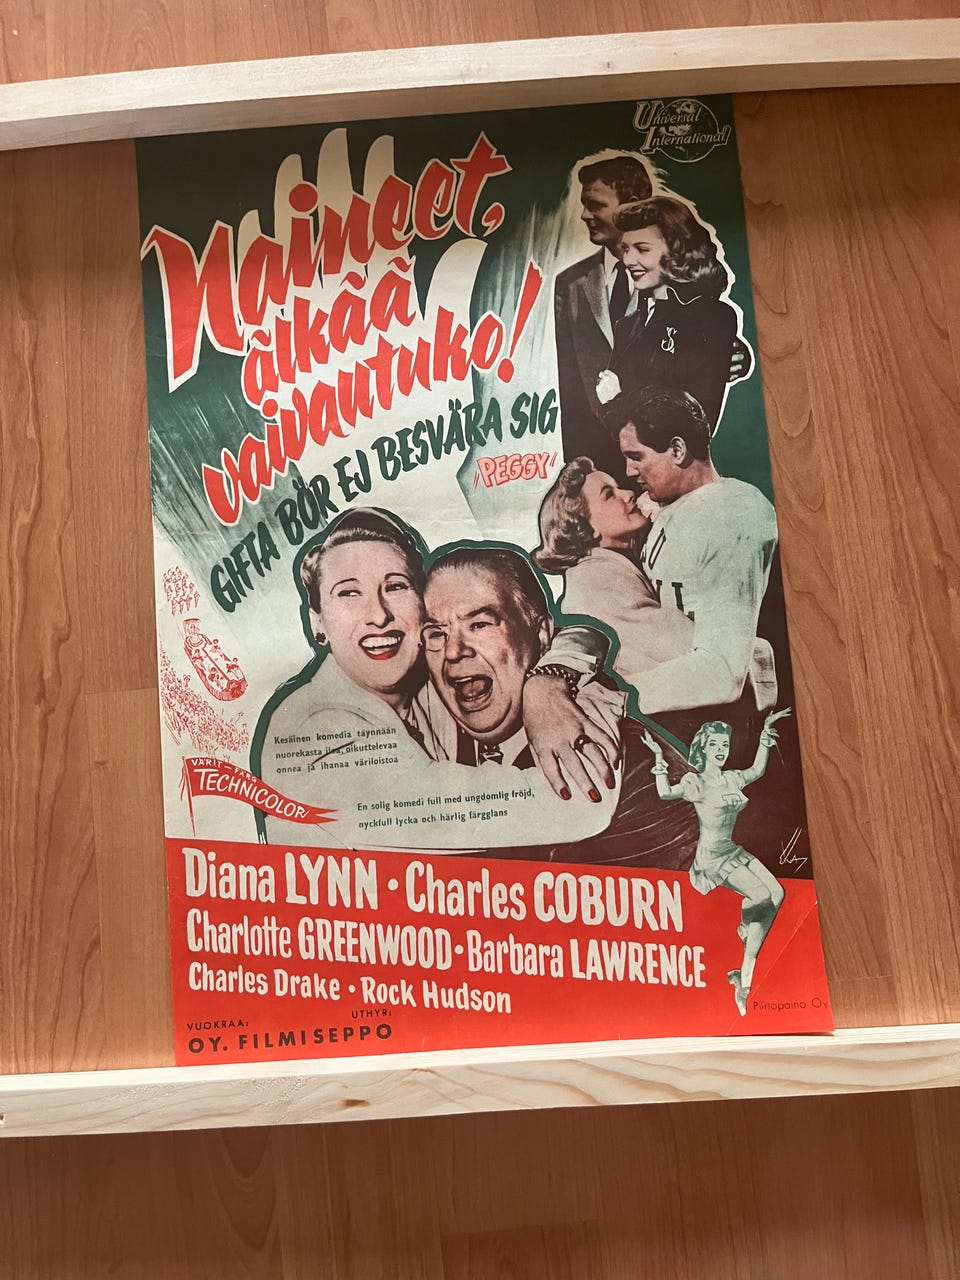 Universal
International
Naineet,
älkää
vaivautuko!
GIFTA BÖR EJ BESVÄRA SIG
"PEGGY"
Kesäinen komedia täynnään
nuorekasta iloa, oikuttelevaa
onnea ja ihanaa väriloistoa
VÄRIT - FÄRG
TECHNICOLOR
En solig komedi full med ungdomlig fröjd,
nyckfull lycka och härlig färgglans
Diana LYNN • Charles COBURN
Charlotte GREENWOOD • Barbara LAWRENCE
Charles Drake • Rock Hudson
VUOKRAA: UTHYR:
OY. FILMISEPPO
Piirtopaino Oy